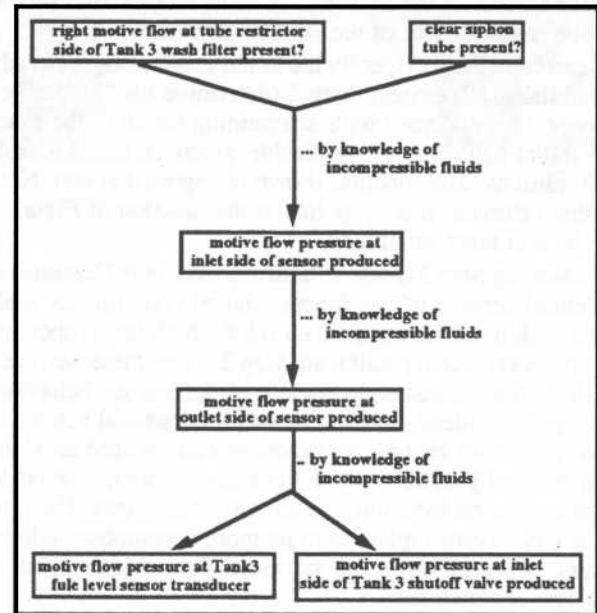 right motive flow at tube restrictor
side of Tank 3 wash filter present?
clear siphon
tube present?
... by knowledge of
incompressible fluids
motive flow pressure at
inlet side of sensor produced
... by knowledge of
incompressible fluids
motive flow pressure at
outlet side of sensor produced
.. by knowledge of
incompressible fluids
motive flow pressure at Tank3
fule level sensor transducer
motive flow pressure at inlet
side of Tank 3 shutoff valve produced